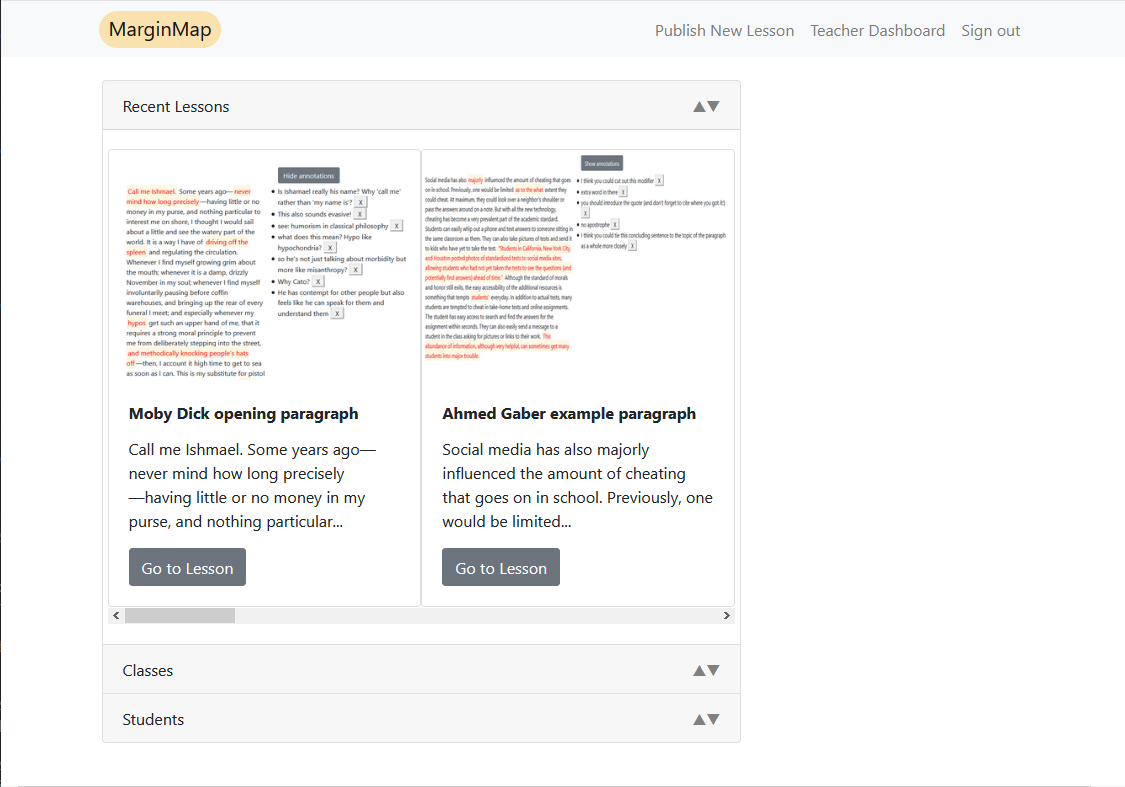 MarginMap
Publish New Lesson Teacher Dashboard Sign out
Recent Lessons
▲▼
Hide annotations
Call me Ishmael. Some years ago—never
mind how long precisely—having little or no
money in my purse, and nothing particular to
interest me on shore, I thought I would sail
about a little and see the watery part of the
world. It is a way I have of driving off the
spleen and regulating the circulation.
Whenever I find myself growing grim about
the mouth; whenever it is a damp, drizzly
November in my soul; whenever I find myself
involuntarily pausing before coffin
warehouses, and bringing up the rear of every
funeral I meet; and especially whenever my
hypos get such an upper hand of me, that it
requires a strong moral principle to prevent
me from deliberately stepping into the street,
and methodically knocking people's hats
off—then, I account it high time to get to sea
as soon as I can. This is my substitute for pistol
Is Ishamael really his name? Why 'call me'
rather than 'my name is'? X
This also sounds evasive! X
see: humorism in classical philosophy X
what does this mean? Hypo like
hypochondria? X
so he's not just talking about morbidity but
more like misanthropy? X
Why Cato? X
He has contempt for other people but also
feels like he can speak for them and
understand them X
Show annotations
Social media has also majorly influenced the amount of cheating that goes
on in school. Previously, one would be limited as to the what extent they
could cheat. At maximum, they could look over a neighbor's shoulder or
pass the answers around on a note. But with all the new technology,
cheating has become a very prevalent part of the academic standard.
Students can easily whip out a phone and text answers to someone sitting in
the same classroom as them. They can also take pictures of tests and send it
to kids who have yet to take the test. "Students in California, New York City,
and Houston posted photos of standardized tests to social media sites,
allowing students who had not yet taken the tests to see the questions (and
potentially find answers) ahead of time." Although the standard of morals
and honor still exits, the easy accessibility of the additional resources is
something that tempts students' everyday. In addition to actual tests, many
students are tempted to cheat in take-home tests and online assignments.
The student has easy access to search and find the answers for the
assignment within seconds. They can also easily send a message to a
student in the class asking for pictures or links to their work. This
abundance of information, although very helpful, can sometimes get many
students into major trouble.
I think you could cut out this modifier X
extra word in there X
you should introduce the quote (and don't forget to cite where you got it)
X
no apostrophe X
I think you could tie this concluding sentence to the topic of the paragraph
as a whole more closely X
Moby Dick opening paragraph
Call me Ishmael. Some years ago—
never mind how long precisely
—having little or no money in my
purse, and nothing particular...
Go to Lesson
Ahmed Gaber example paragraph
Social media has also majorly
influenced the amount of cheating
that goes on in school. Previously, one
would be limited...
Go to Lesson
Classes
▲▼
Students
▲▼